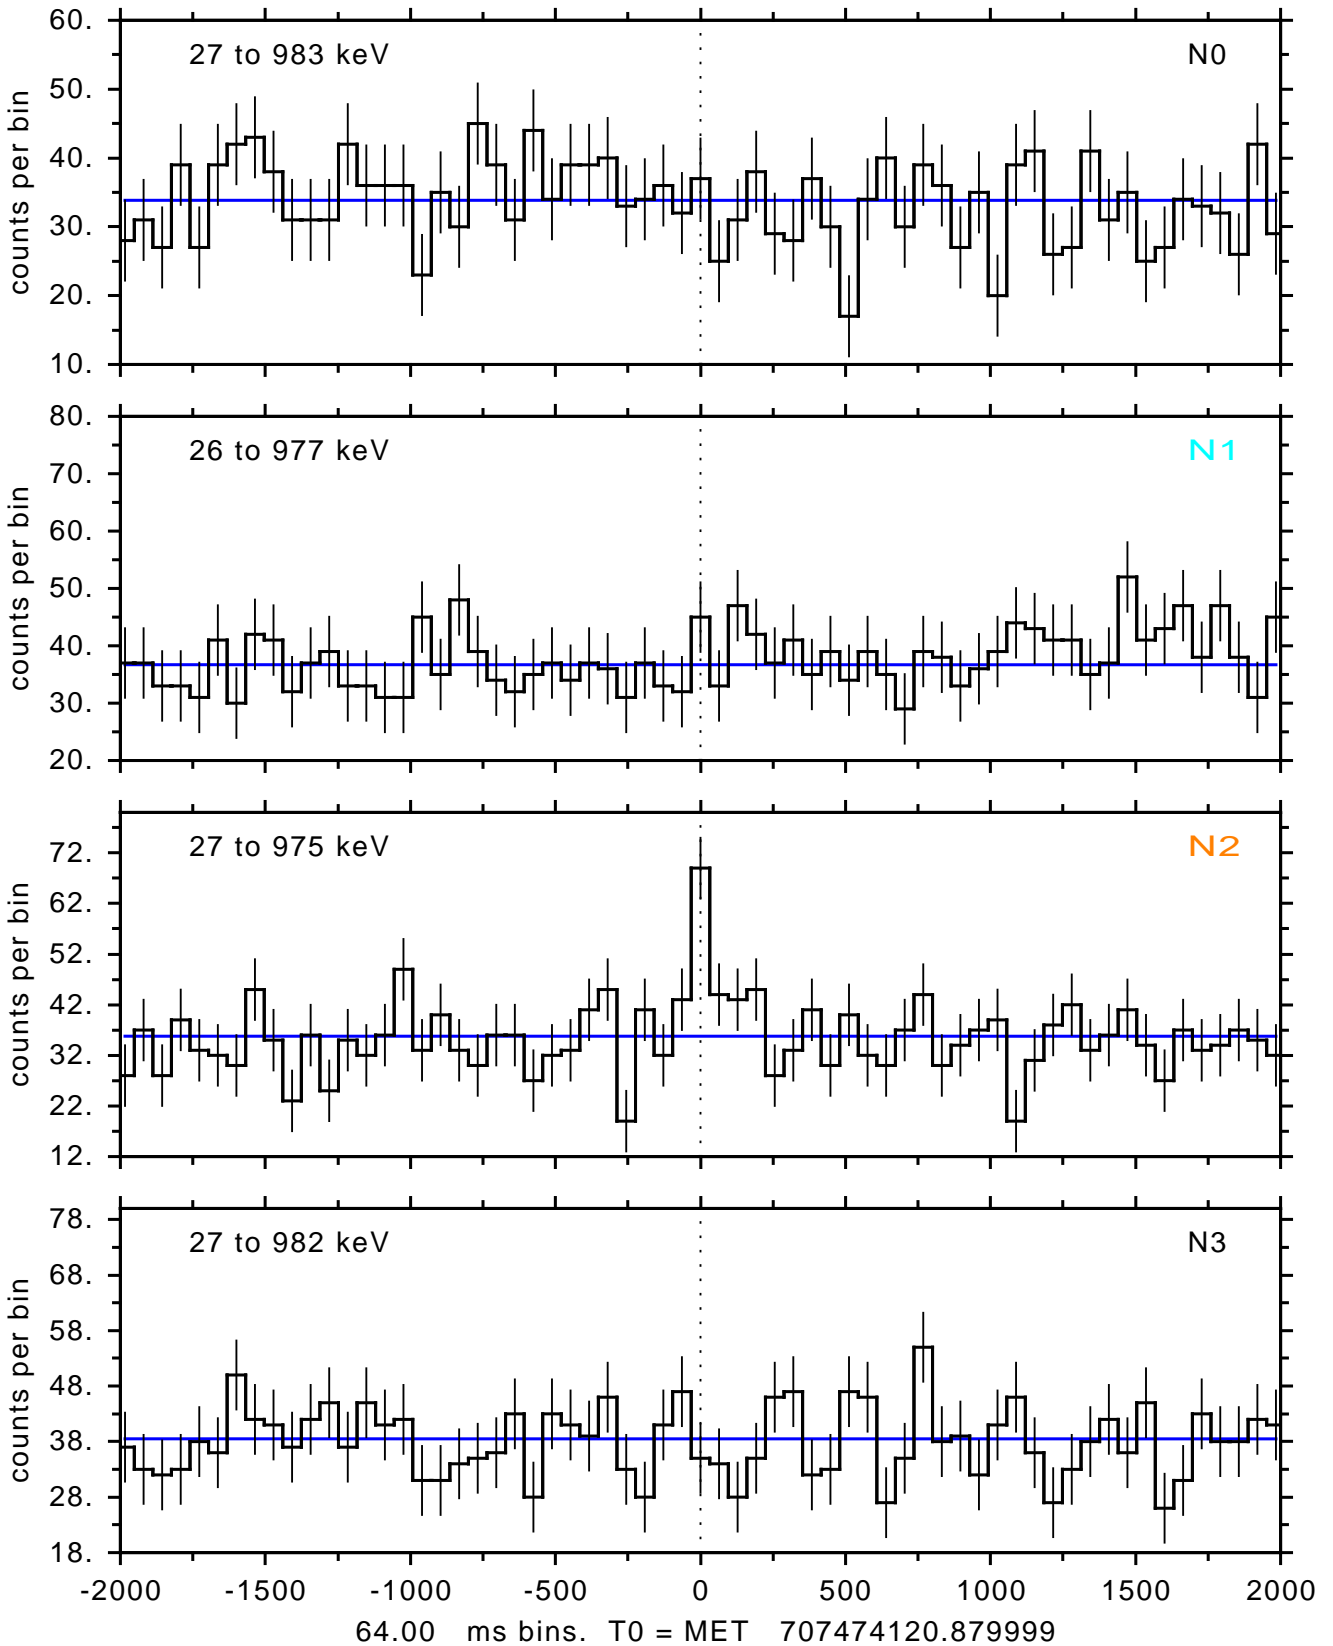 60.
50.
40.
30.
20.
10.
counts per bin
27 to 983 keV N0
80.
70.
60.
50.
40.
30.
20.
counts per bin
26 to 977 keV N1
72.
62.
52.
42.
32.
22.
12.
counts per bin
27 to 975 keV N2
78.
68.
58.
48.
38.
28.
18.
counts per bin
27 to 982 keV N3
-2000 -1500 -1000 -500 0 500 1000 1500 2000
64.00 ms bins. T0 = MET 707474120.879999